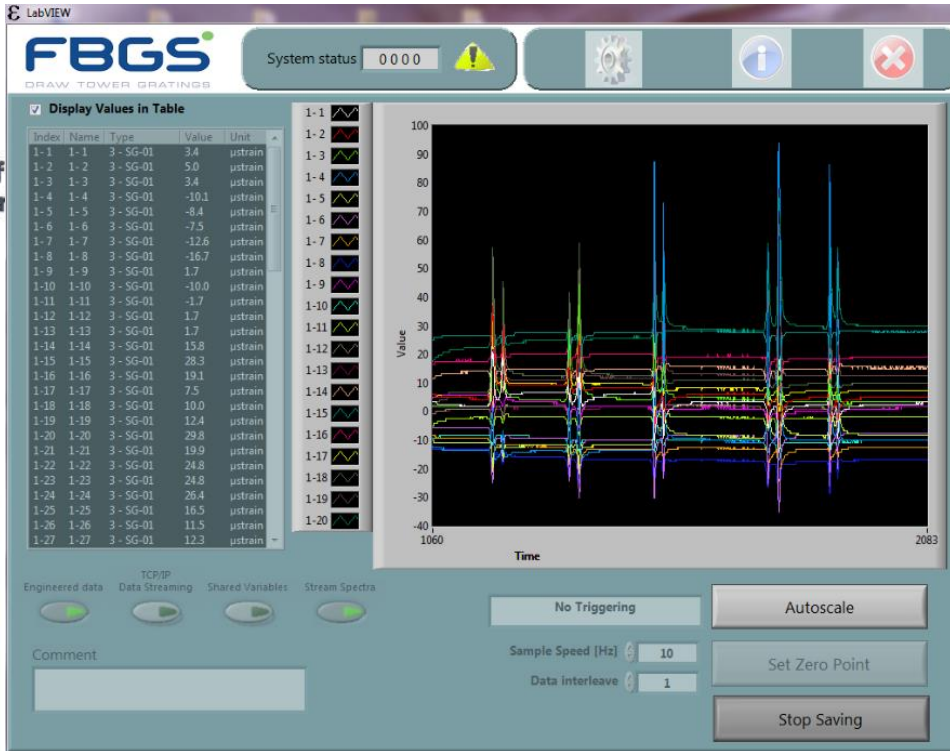 LabVIEW
FBGS
DRAW TOWER GRATINGS
System status 0000
Display Values in Table
Index Name Type Value Unit
1- 1 1- 1 3 - SG-01 3.4 µstrain
1- 2 1- 2 3 - SG-01 5.0 µstrain
1- 3 1- 3 3 - SG-01 3.4 µstrain
1- 4 1- 4 3 - SG-01 -10.1 µstrain
1- 5 1- 5 3 - SG-01 -8.4 µstrain
1- 6 1- 6 3 - SG-01 -7.5 µstrain
1- 7 1- 7 3 - SG-01 -12.6 µstrain
1- 8 1- 8 3 - SG-01 -16.7 µstrain
1- 9 1- 9 3 - SG-01 1.7 µstrain
1-10 1-10 3 - SG-01 -10.0 µstrain
1-11 1-11 3 - SG-01 -1.7 µstrain
1-12 1-12 3 - SG-01 1.7 µstrain
1-13 1-13 3 - SG-01 1.7 µstrain
1-14 1-14 3 - SG-01 15.8 µstrain
1-15 1-15 3 - SG-01 28.3 µstrain
1-16 1-16 3 - SG-01 19.1 µstrain
1-17 1-17 3 - SG-01 7.5 µstrain
1-18 1-18 3 - SG-01 10.0 µstrain
1-19 1-19 3 - SG-01 12.4 µstrain
1-20 1-20 3 - SG-01 29.8 µstrain
1-21 1-21 3 - SG-01 19.9 µstrain
1-22 1-22 3 - SG-01 24.8 µstrain
1-23 1-23 3 - SG-01 24.8 µstrain
1-24 1-24 3 - SG-01 26.4 µstrain
1-25 1-25 3 - SG-01 16.5 µstrain
1-26 1-26 3 - SG-01 11.5 µstrain
1-27 1-27 3 - SG-01 12.3 µstrain
1- 1
1- 2
1- 3
1- 4
1- 5
1- 6
1- 7
1- 8
1- 9
1-10
1-11
1-12
1-13
1-14
1-15
1-16
1-17
1-18
1-19
1-20
100
90
80
70
60
50
40
30
20
10
0
-10
-20
-30
-40
Value
1060 2083
Time
Engineered data
TCP/IP
Data Streaming
Shared Variables
Stream Spectra
Comment
No Triggering
Sample Speed [Hz] 10
Data interleave 1
Autoscale
Set Zero Point
Stop Saving